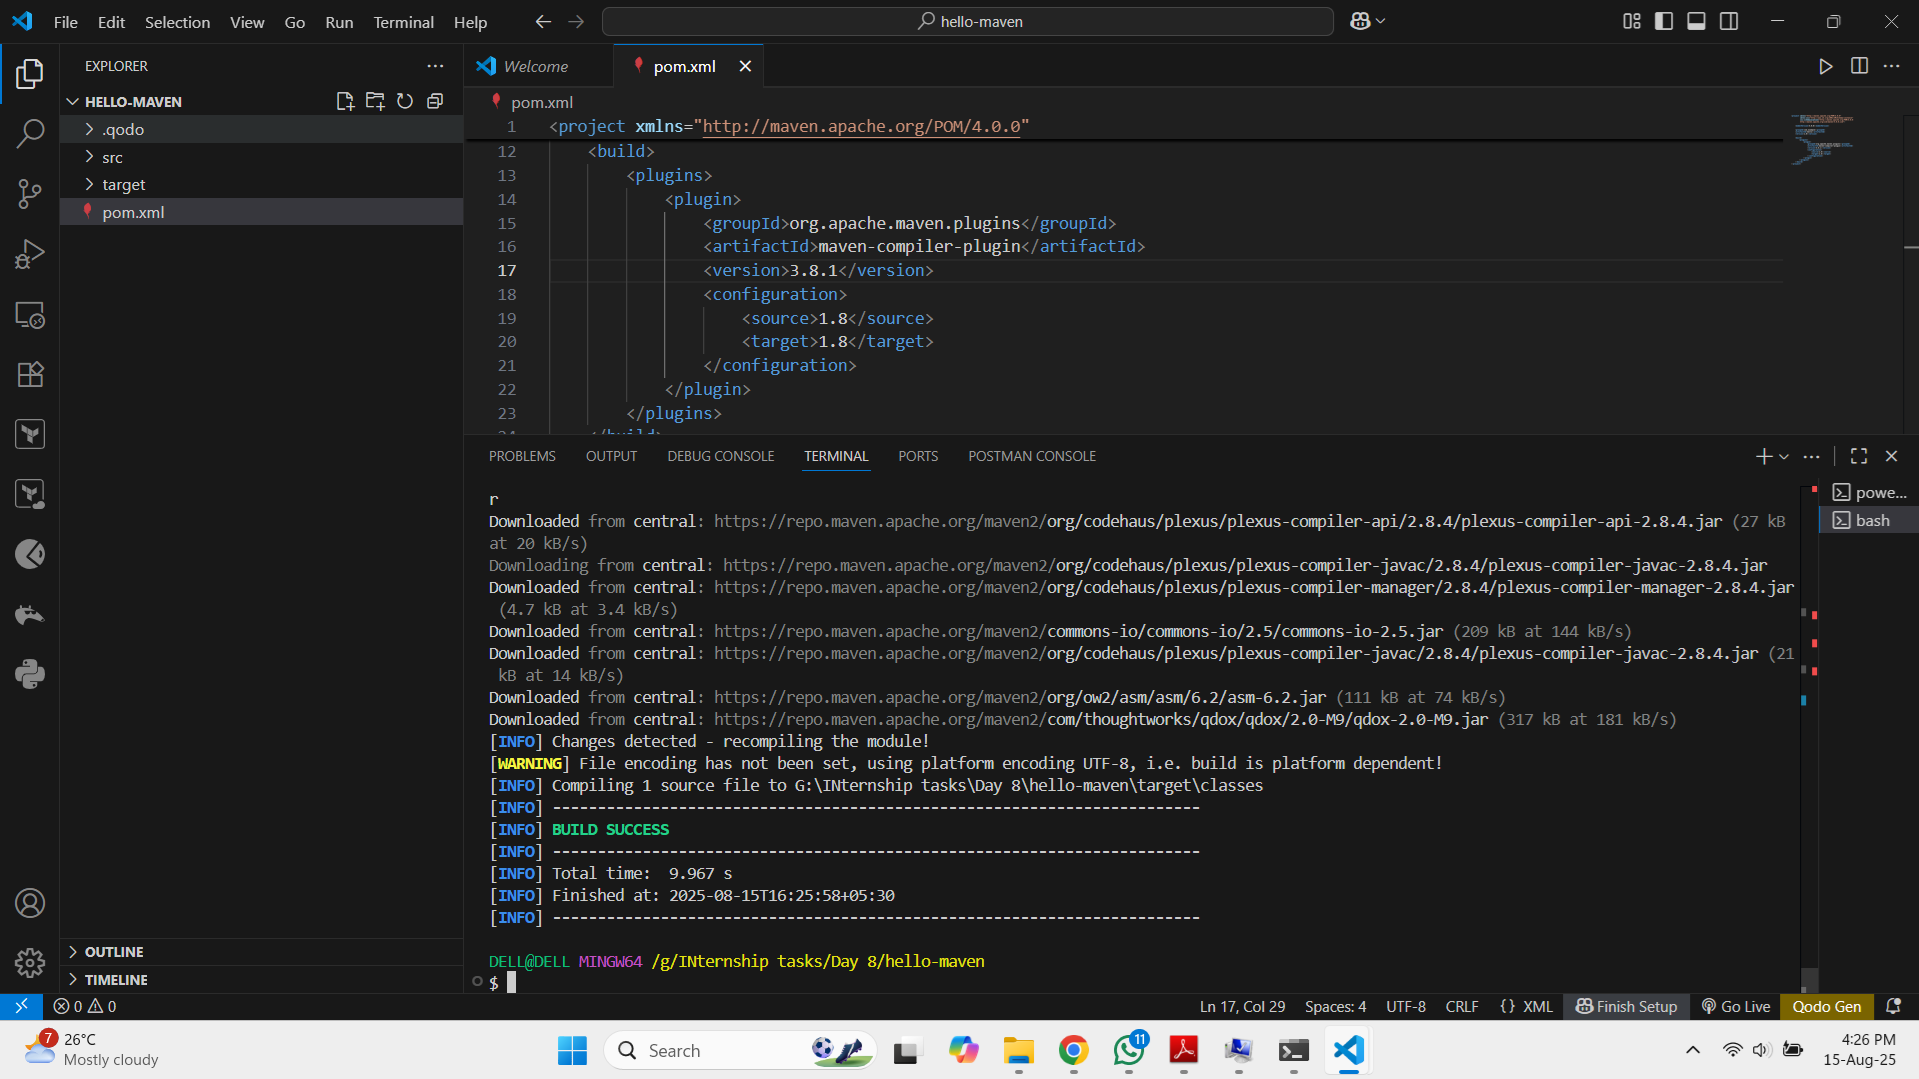 File Edit Selection View Go Run Terminal Help
hello-maven
EXPLORER
HELLO-MAVEN
.qodo
src
target
pom.xml
OUTLINE
TIMELINE
Welcome
pom.xml
pom.xml
1 <project xmlns="http://maven.apache.org/POM/4.0.0"
12 <build>
13 <plugins>
14 <plugin>
15 <groupId>org.apache.maven.plugins</groupId>
16 <artifactId>maven-compiler-plugin</artifactId>
17 <version>3.8.1</version>
18 <configuration>
19 <source>1.8</source>
20 <target>1.8</target>
21 </configuration>
22 </plugin>
23 </plugins>
24 </build>
PROBLEMS OUTPUT DEBUG CONSOLE TERMINAL PORTS POSTMAN CONSOLE
powe...
bash
r
Downloaded from central: https://repo.maven.apache.org/maven2/org/codehaus/plexus/plexus-compiler-api/2.8.4/plexus-compiler-api-2.8.4.jar (27 kB
at 20 kB/s)
Downloading from central: https://repo.maven.apache.org/maven2/org/codehaus/plexus/plexus-compiler-javac/2.8.4/plexus-compiler-javac-2.8.4.jar
Downloaded from central: https://repo.maven.apache.org/maven2/org/codehaus/plexus/plexus-compiler-manager/2.8.4/plexus-compiler-manager-2.8.4.jar
(4.7 kB at 3.4 kB/s)
Downloaded from central: https://repo.maven.apache.org/maven2/commons-io/commons-io/2.5/commons-io-2.5.jar (209 kB at 144 kB/s)
Downloaded from central: https://repo.maven.apache.org/maven2/org/codehaus/plexus/plexus-compiler-javac/2.8.4/plexus-compiler-javac-2.8.4.jar (21
kB at 14 kB/s)
Downloaded from central: https://repo.maven.apache.org/maven2/org/ow2/asm/asm/6.2/asm-6.2.jar (111 kB at 74 kB/s)
Downloaded from central: https://repo.maven.apache.org/maven2/com/thoughtworks/qdox/qdox/2.0-M9/qdox-2.0-M9.jar (317 kB at 181 kB/s)
[INFO] Changes detected - recompiling the module!
[WARNING] File encoding has not been set, using platform encoding UTF-8, i.e. build is platform dependent!
[INFO] Compiling 1 source file to G:\INternship tasks\Day 8\hello-maven\target\classes
[INFO] ------------------------------------------------------------------------
[INFO] BUILD SUCCESS
[INFO] ------------------------------------------------------------------------
[INFO] Total time:  9.967 s
[INFO] Finished at: 2025-08-15T16:25:58+05:30
[INFO] ------------------------------------------------------------------------
DELL@DELL MINGW64 /g/INternship tasks/Day 8/hello-maven
$
0 0 Ln 17, Col 29 Spaces: 4 UTF-8 CRLF {} XML Finish Setup Go Live Qodo Gen
7 26°C
Mostly cloudy
Search
11
4:26 PM
15-Aug-25